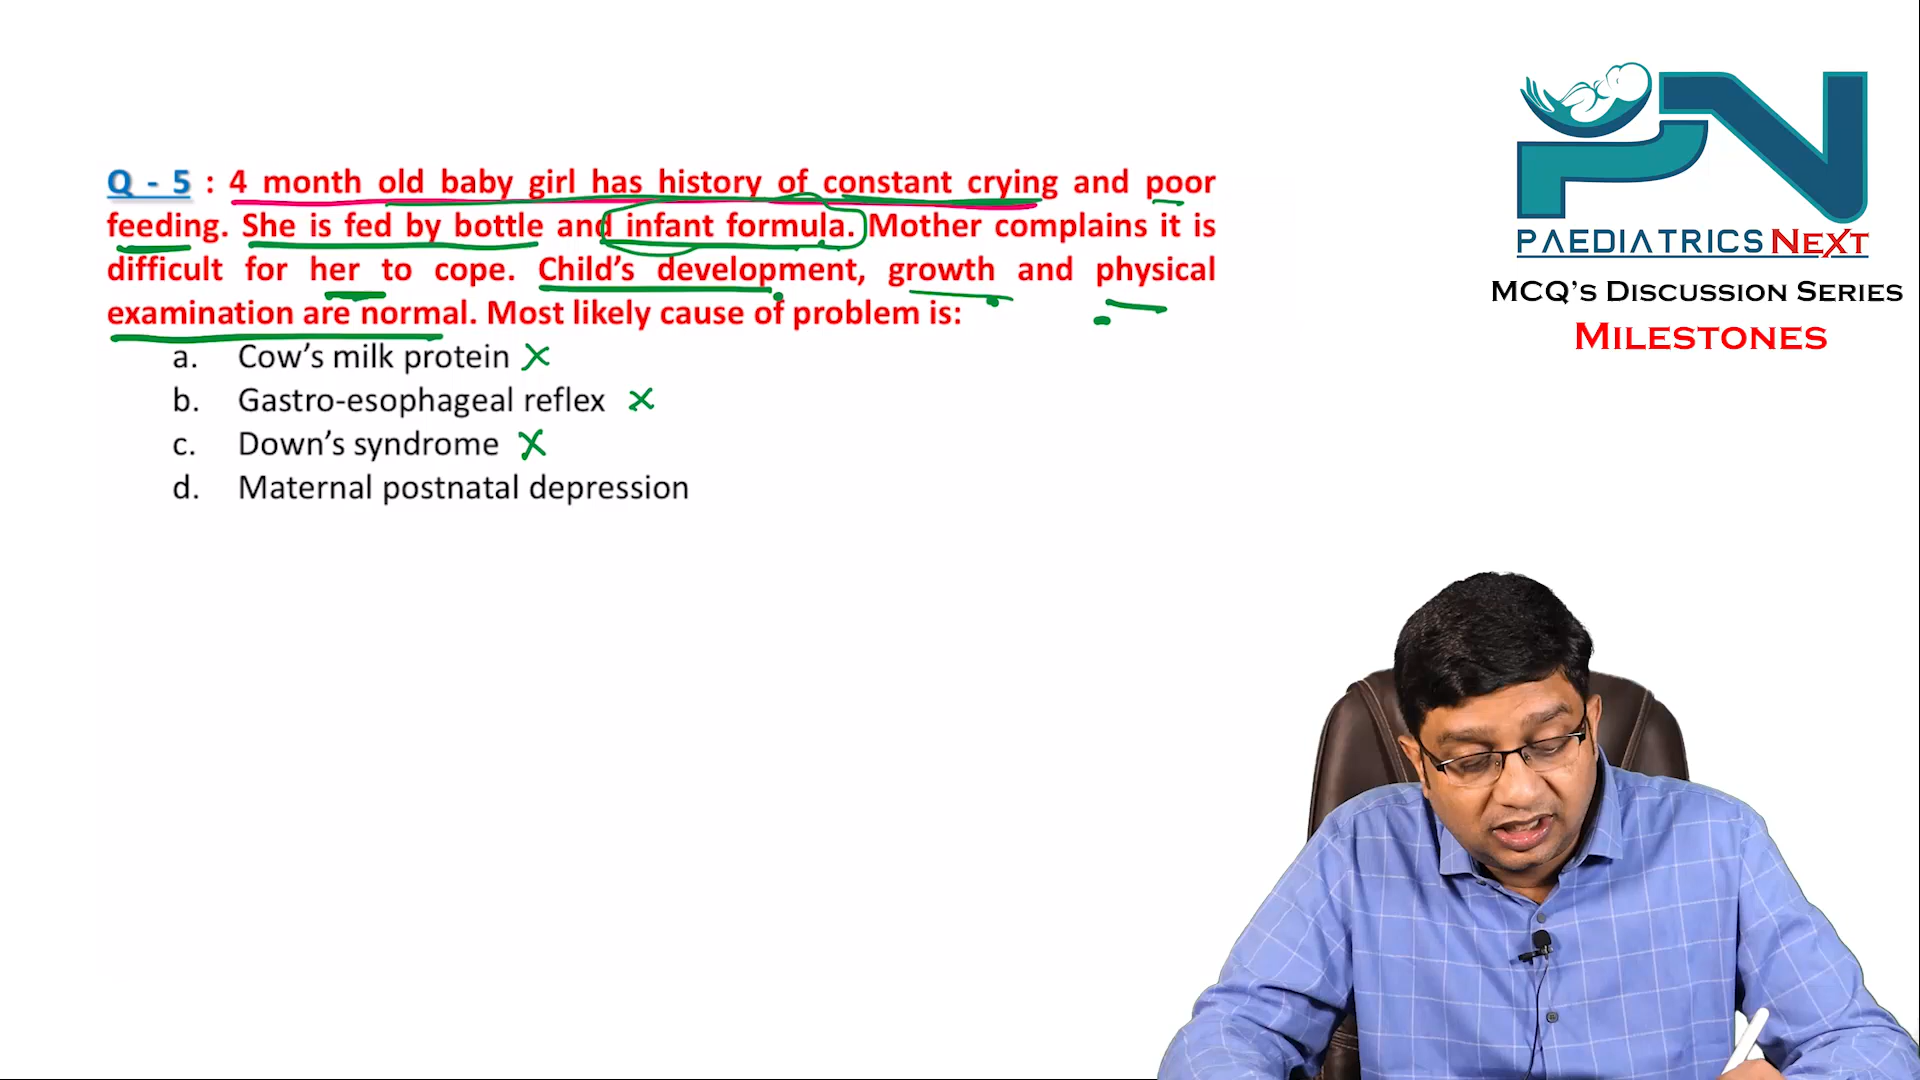 Q - 5 : 4 month old baby girl has history of constant crying and poor
feeding. She is fed by bottle and infant formula. Mother complains it is
difficult for her to cope. Child's development, growth and physical
examination are normal. Most likely cause of problem is:
a. Cow's milk protein X
b. Gastro-esophageal reflex X
c. Down's syndrome X
d. Maternal postnatal depression
PN
PAEDIATRICS NEXT
MCQ's Discussion Series
Milestones